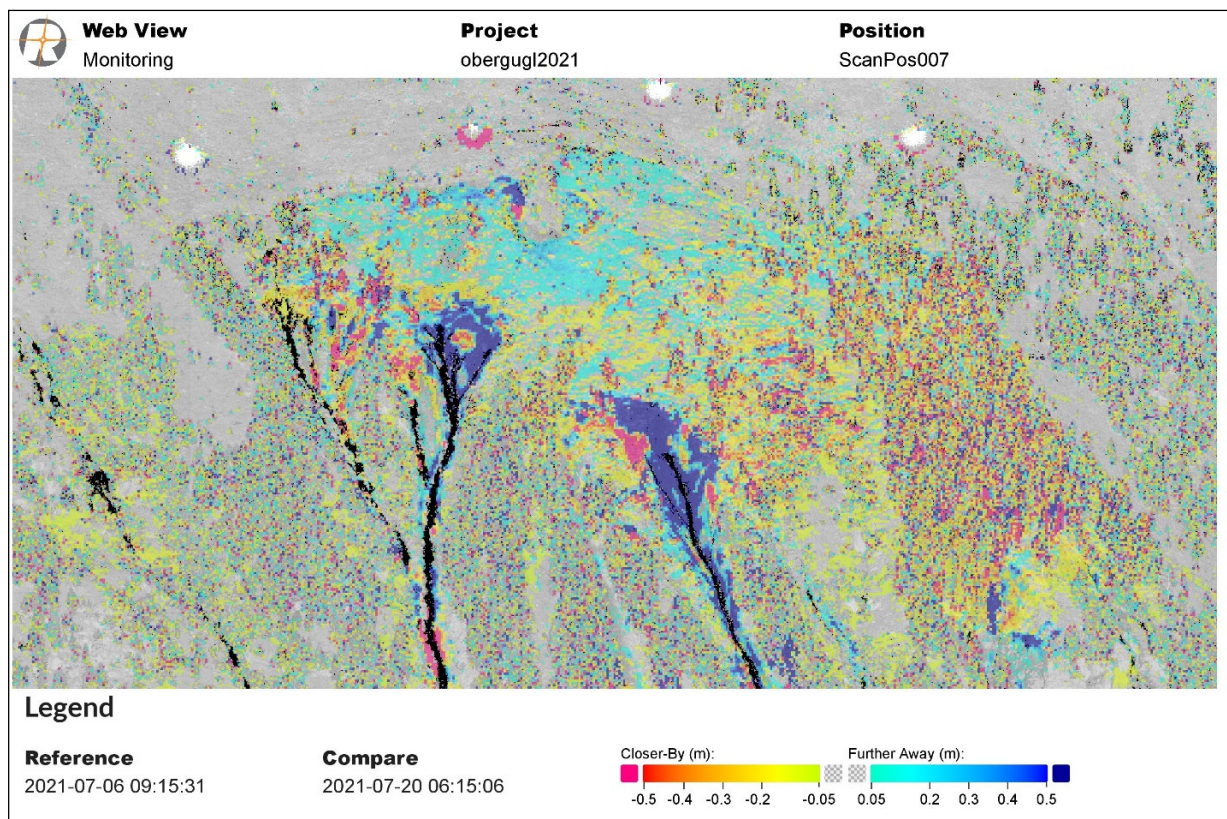 Web View
Monitoring
Project
obergugl2021
Position
ScanPos007
Legend
Reference
2021-07-06 09:15:31
Compare
2021-07-20 06:15:06
Closer-By (m):
Further Away (m):
-0.5 -0.4 -0.3 -0.2 -0.05 0.05 0.2 0.3 0.4 0.5